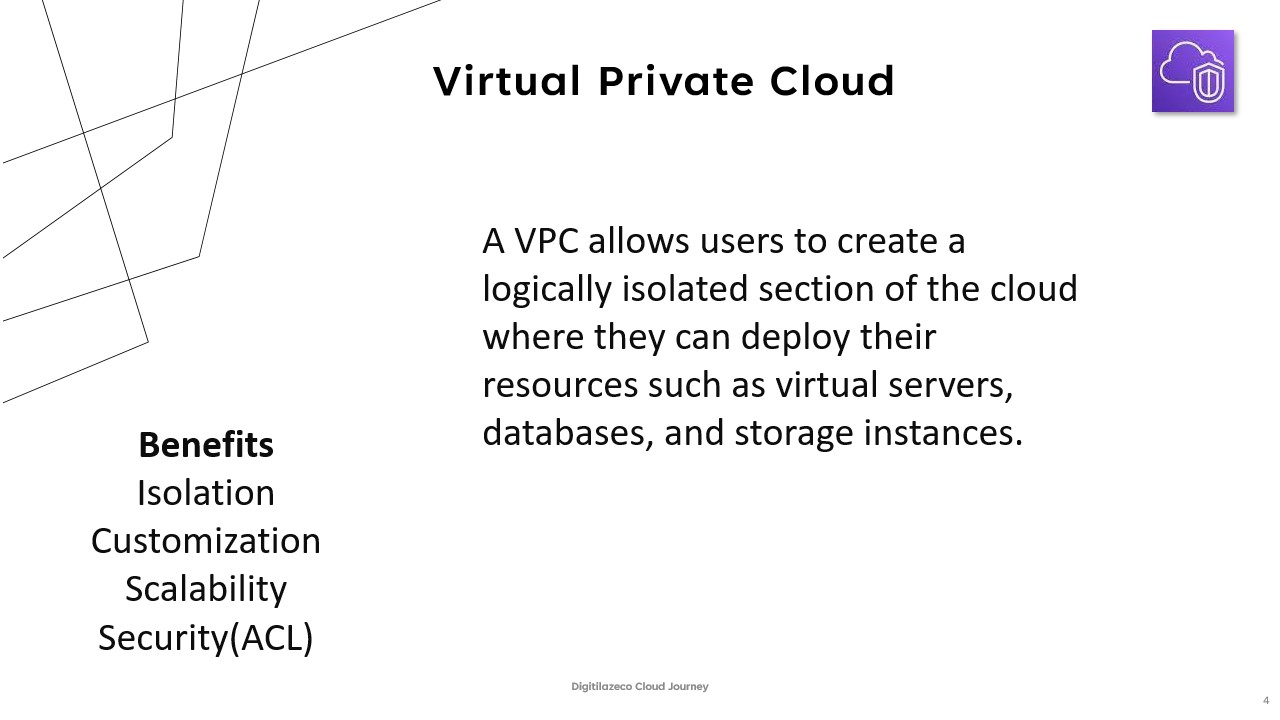 Virtual Private Cloud
A VPC allows users to create a
logically isolated section of the cloud
where they can deploy their
resources such as virtual servers,
databases, and storage instances.
Benefits
Isolation
Customization
Scalability
Security(ACL)
Digitilazeco Cloud Journey
4